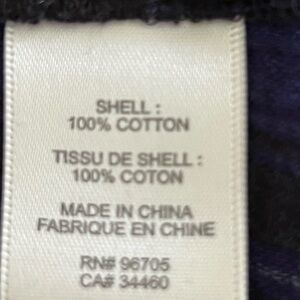 SHELL :
100% COTTON
TISSU DE SHELL :
100% COTON
MADE IN CHINA
FABRIQUE EN CHINE
RN# 96705
CA# 34460